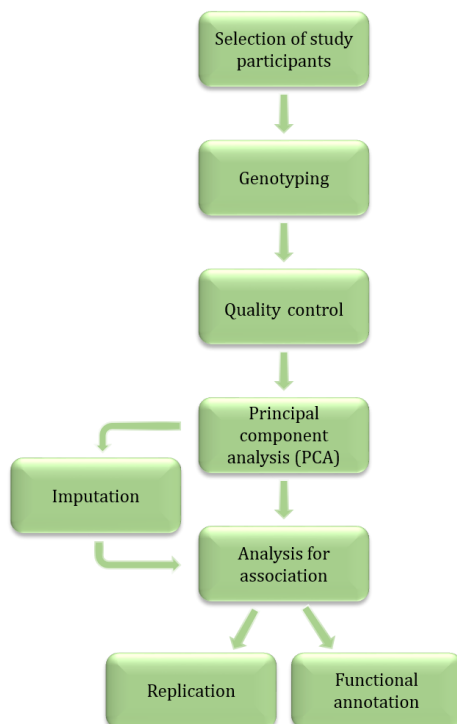 Selection of study
participants
Genotyping
Quality control
Principal
component
analysis (PCA)
Imputation
Analysis for
association
Replication
Functional
annotation